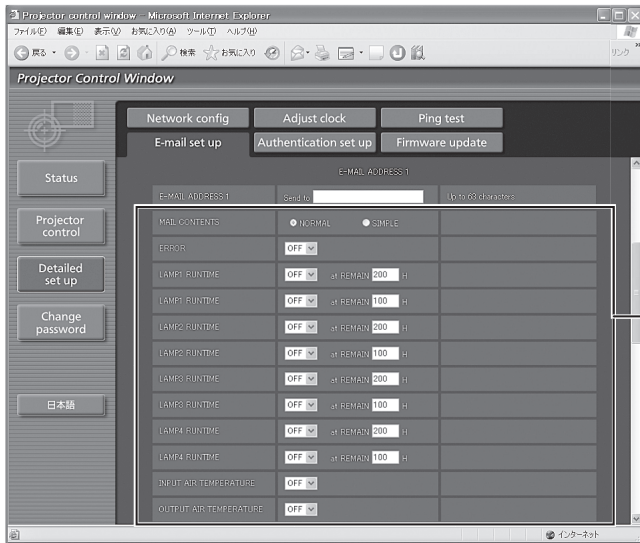 Projector control window - Microsoft Internet Explorer
ファイル(F) 編集(E) 表示(V) お気に入り(A) ツール(T) ヘルプ(H)
戻る 検索 お気に入り リンク »
Projector Control Window
Network config Adjust clock Ping test
E-mail set up Authentication set up Firmware update
Status
Projector control
Detailed set up
Change password
日本語
E-MAIL ADDRESS 1
E-MAIL ADDRESS 1 Send to Up to 63 characters
MAIL CONTENTS NORMAL SIMPLE
ERROR OFF
LAMP1 RUNTIME OFF at REMAIN 200 H
LAMP1 RUNTIME OFF at REMAIN 100 H
LAMP2 RUNTIME OFF at REMAIN 200 H
LAMP2 RUNTIME OFF at REMAIN 100 H
LAMP3 RUNTIME OFF at REMAIN 200 H
LAMP3 RUNTIME OFF at REMAIN 100 H
LAMP4 RUNTIME OFF at REMAIN 200 H
LAMP4 RUNTIME OFF at REMAIN 100 H
INPUT AIR TEMPERATURE OFF
OUTPUT AIR TEMPERATURE OFF
インターネット